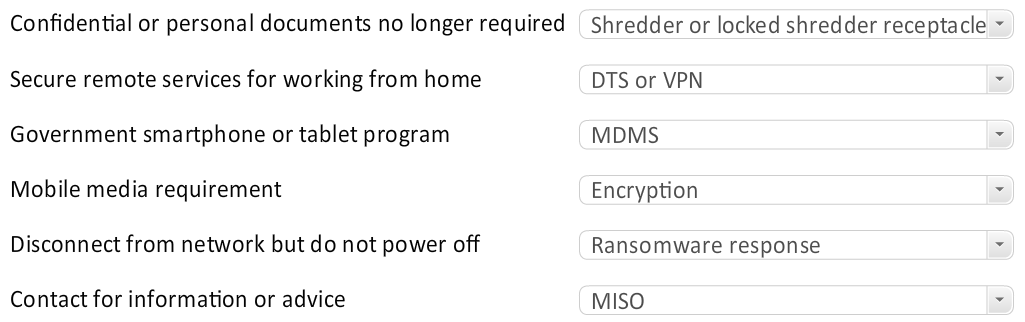 Confidential or personal documents no longer required Shredder or locked shredder receptacle
Secure remote services for working from home DTS or VPN
Government smartphone or tablet program MDMS
Mobile media requirement Encryption
Disconnect from network but do not power off Ransomware response
Contact for information or advice MISO